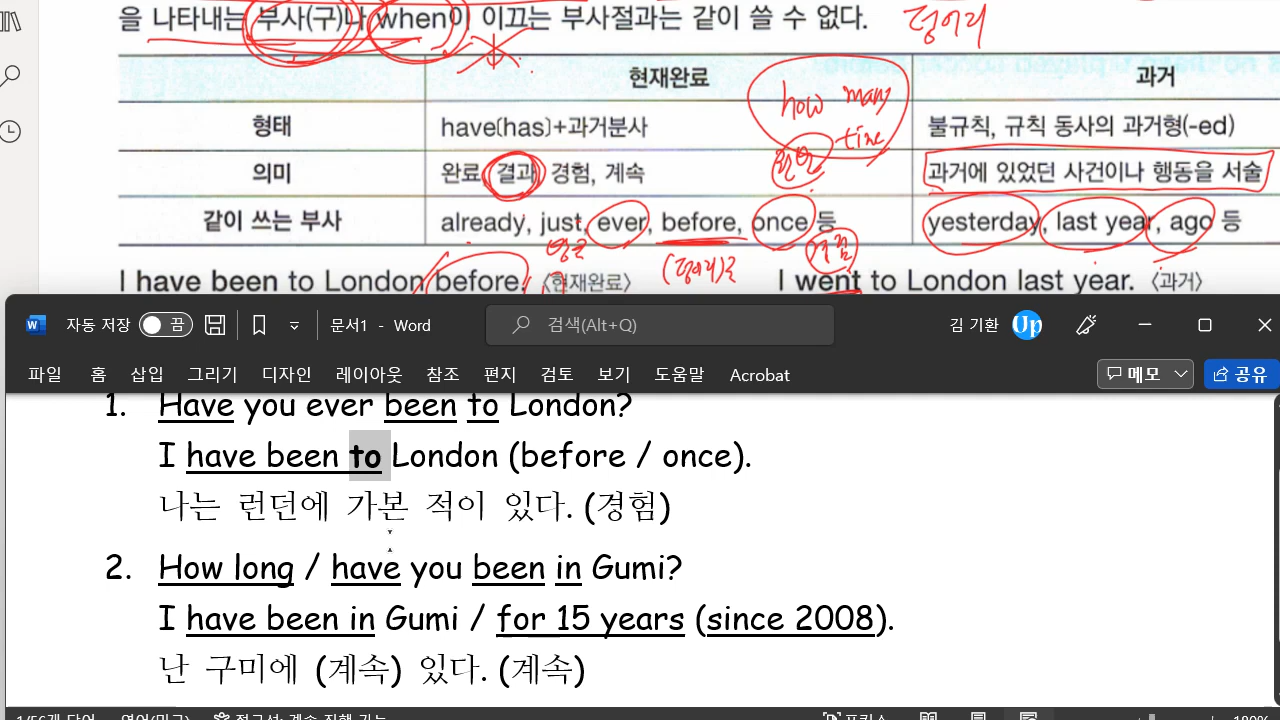 을 나타내는 부사(구)나 when이 이끄는 부사절과는 같이 쓸 수 없다. 덩어리
현재완료 과거
how many
time
형태 have(has)+과거분사 불규칙, 규칙 동사의 과거형(-ed)
의미 완료, 결과, 경험, 계속 과거에 있었던 사건이나 행동을 서술
같이 쓰는 부사 already, just, ever, before, once 등 yesterday, last year, ago 등
I have been to London before. 〈현재완료〉 I went to London last year. 〈과거〉
자동 저장 끔 문서1 - Word 검색(Alt+Q) 김 기환 Up
파일 홈 삽입 그리기 디자인 레이아웃 참조 편지 검토 보기 도움말 Acrobat 메모 공유
1. Have you ever been to London?
I have been to London (before / once).
나는 런던에 가본 적이 있다. (경험)
2. How long / have you been in Gumi?
I have been in Gumi / for 15 years (since 2008).
난 구미에 (계속) 있다. (계속)